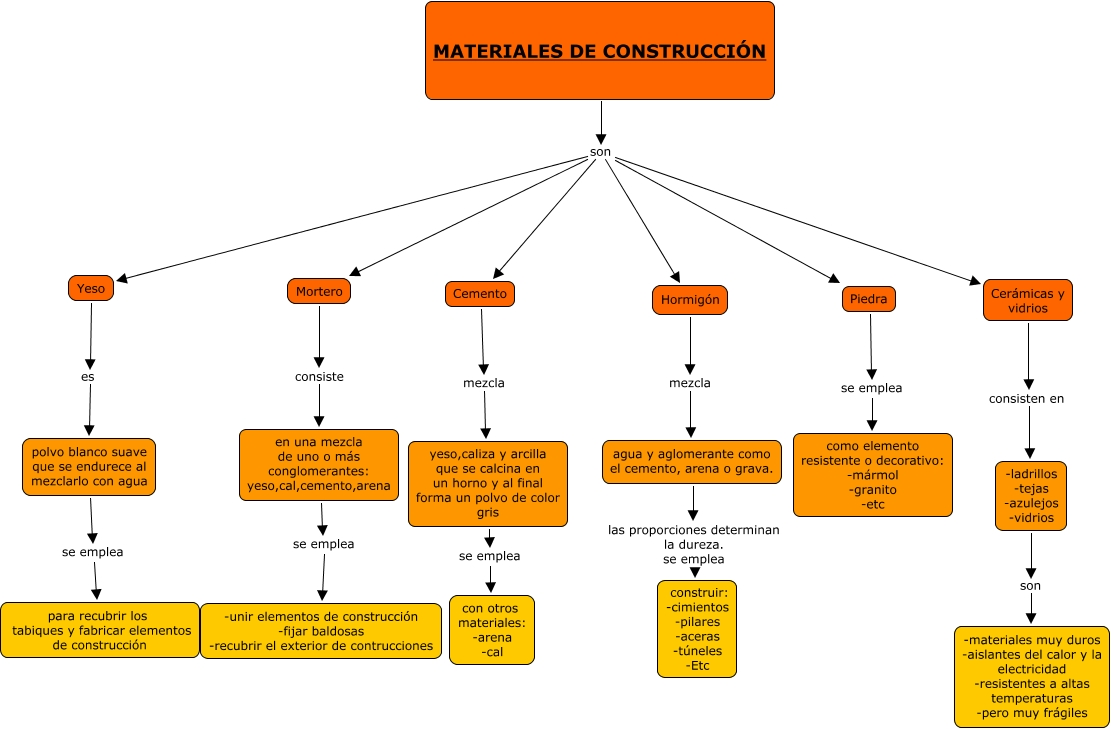 MATERIALES DE CONSTRUCCIÓN
son
Yeso
es
polvo blanco suave
que se endurece al
mezclarlo con agua
se emplea
para recubrir los
tabiques y fabricar elementos
de construcción
Mortero
consiste
en una mezcla
de uno o más
conglomerantes:
yeso,cal,cemento,arena
se emplea
-unir elementos de construcción
-fijar baldosas
-recubrir el exterior de contrucciones
Cemento
mezcla
yeso,caliza y arcilla
que se calcina en
un horno y al final
forma un polvo de color
gris
se emplea
con otros
materiales:
-arena
-cal
Hormigón
mezcla
agua y aglomerante como
el cemento, arena o grava.
las proporciones determinan
la dureza.
se emplea
construir:
-cimientos
-pilares
-aceras
-túneles
-Etc
Piedra
se emplea
como elemento
resistente o decorativo:
-mármol
-granito
-etc
Cerámicas y
vidrios
consisten en
-ladrillos
-tejas
-azulejos
-vidrios
son
-materiales muy duros
-aislantes del calor y la
electricidad
-resistentes a altas
temperaturas
-pero muy frágiles